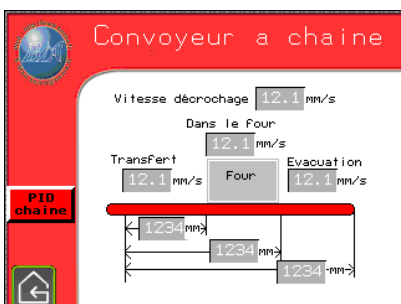 Convoyeur a chaine
Vitesse décrochage 12.1 mm/s
Dans le Four
12.1 mm/s
Transfert
12.1 mm/s
Four
Evacuation
12.1 mm/s
PID
chaine
1234 mm
1234 mm
1234 mm